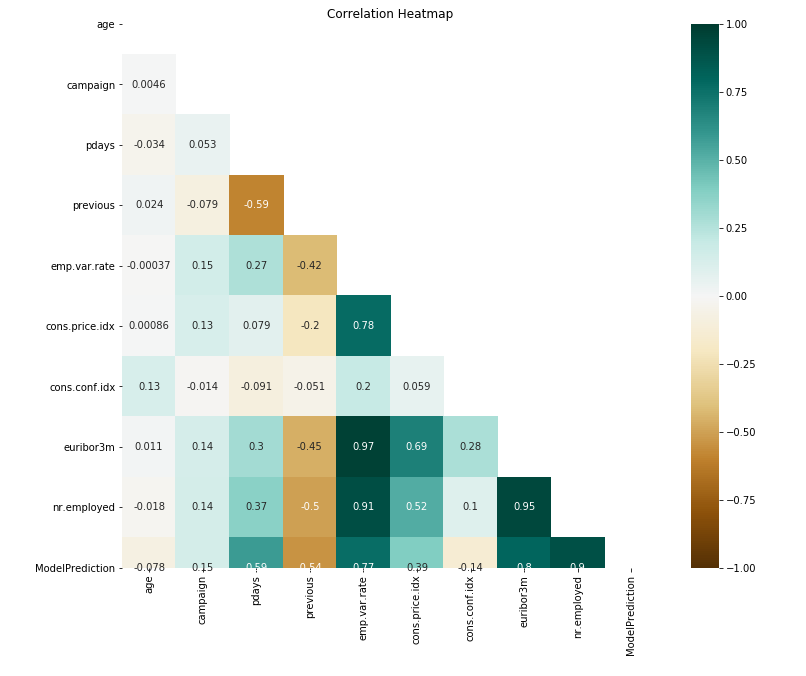 Correlation Heatmap
age
campaign 0.0046
pdays -0.034 0.053
previous 0.024 -0.079 -0.59
emp.var.rate -0.00037 0.15 0.27 -0.42
cons.price.idx 0.00086 0.13 0.079 -0.2 0.78
cons.conf.idx 0.13 -0.014 -0.091 -0.051 0.2 0.059
euribor3m 0.011 0.14 0.3 -0.45 0.97 0.69 0.28
nr.employed -0.018 0.14 0.37 -0.5 0.91 0.52 0.1 0.95
ModelPrediction -0.078 0.15 0.59 -0.54 0.77 0.39 -0.14 0.8 0.9
age campaign pdays previous emp.var.rate cons.price.idx cons.conf.idx euribor3m nr.employed ModelPrediction
1.00
0.75
0.50
0.25
0.00
−0.25
−0.50
−0.75
−1.00